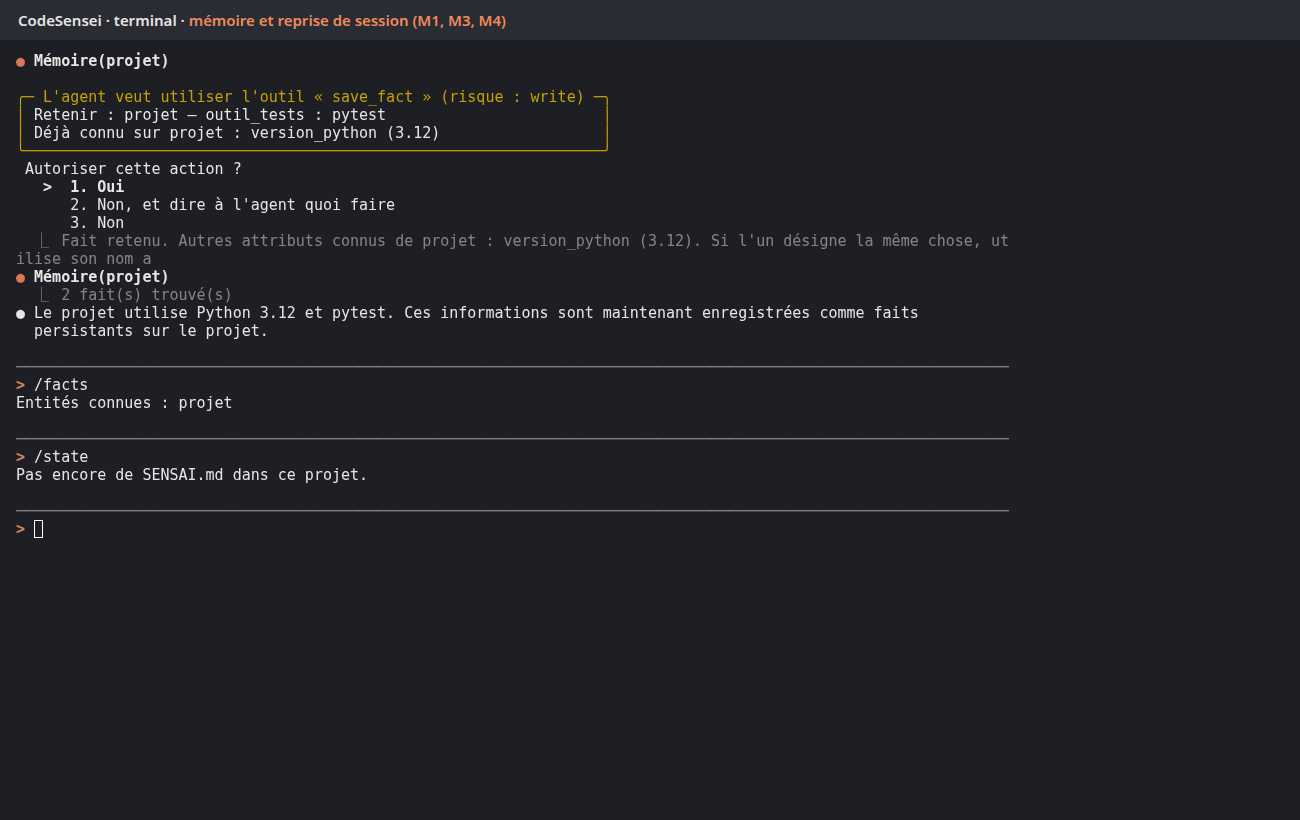 CodeSensei · terminal · mémoire et reprise de session (M1, M3, M4)
● Mémoire(projet)
L'agent veut utiliser l'outil « save_fact » (risque : write)
Retenir : projet — outil_tests : pytest
Déjà connu sur projet : version_python (3.12)
Autoriser cette action ?
> 1. Oui
2. Non, et dire à l'agent quoi faire
3. Non
⎿ Fait retenu. Autres attributs connus de projet : version_python (3.12). Si l'un désigne la même chose, ut
ilise son nom a
● Mémoire(projet)
⎿ 2 fait(s) trouvé(s)
● Le projet utilise Python 3.12 et pytest. Ces informations sont maintenant enregistrées comme faits
persistants sur le projet.
> /facts
Entités connues : projet
> /state
Pas encore de SENSAI.md dans ce projet.
>